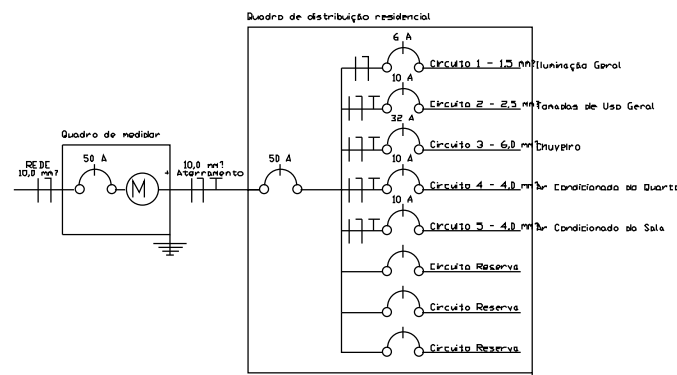 Quadro de distribuição residencial
6 A
Circuito 1 - 1,5 mm² Iluminação Geral
10 A
Circuito 2 - 2,5 mm² Tomadas de Uso Geral
32 A
Quadro de medidor
Circuito 3 - 6,0 mm² Chuveiro
REDE
10,0 mm²
50 A
M
10,0 mm²
Aterramento
50 A
10 A
Circuito 4 - 4,0 mm² Ar Condicionado do Quarto
10 A
Circuito 5 - 4,0 mm² Ar Condicionado da Sala
Circuito Reserva
Circuito Reserva
Circuito Reserva